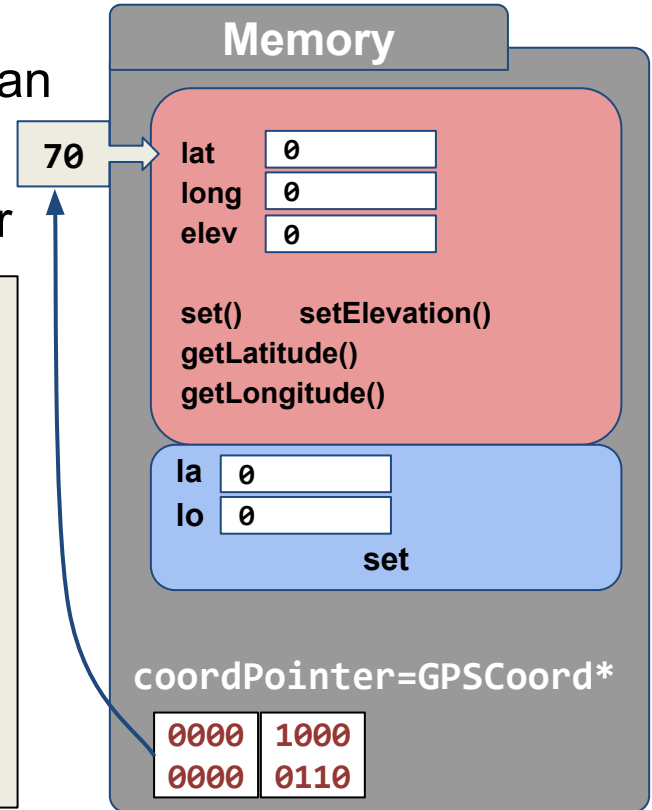 Memory
an
70
r
lat 0
long 0
elev 0
set() setElevation()
getLatitude()
getLongitude()
la 0
lo 0
set
coordPointer=GPSCoord*
0000 1000
0000 0110